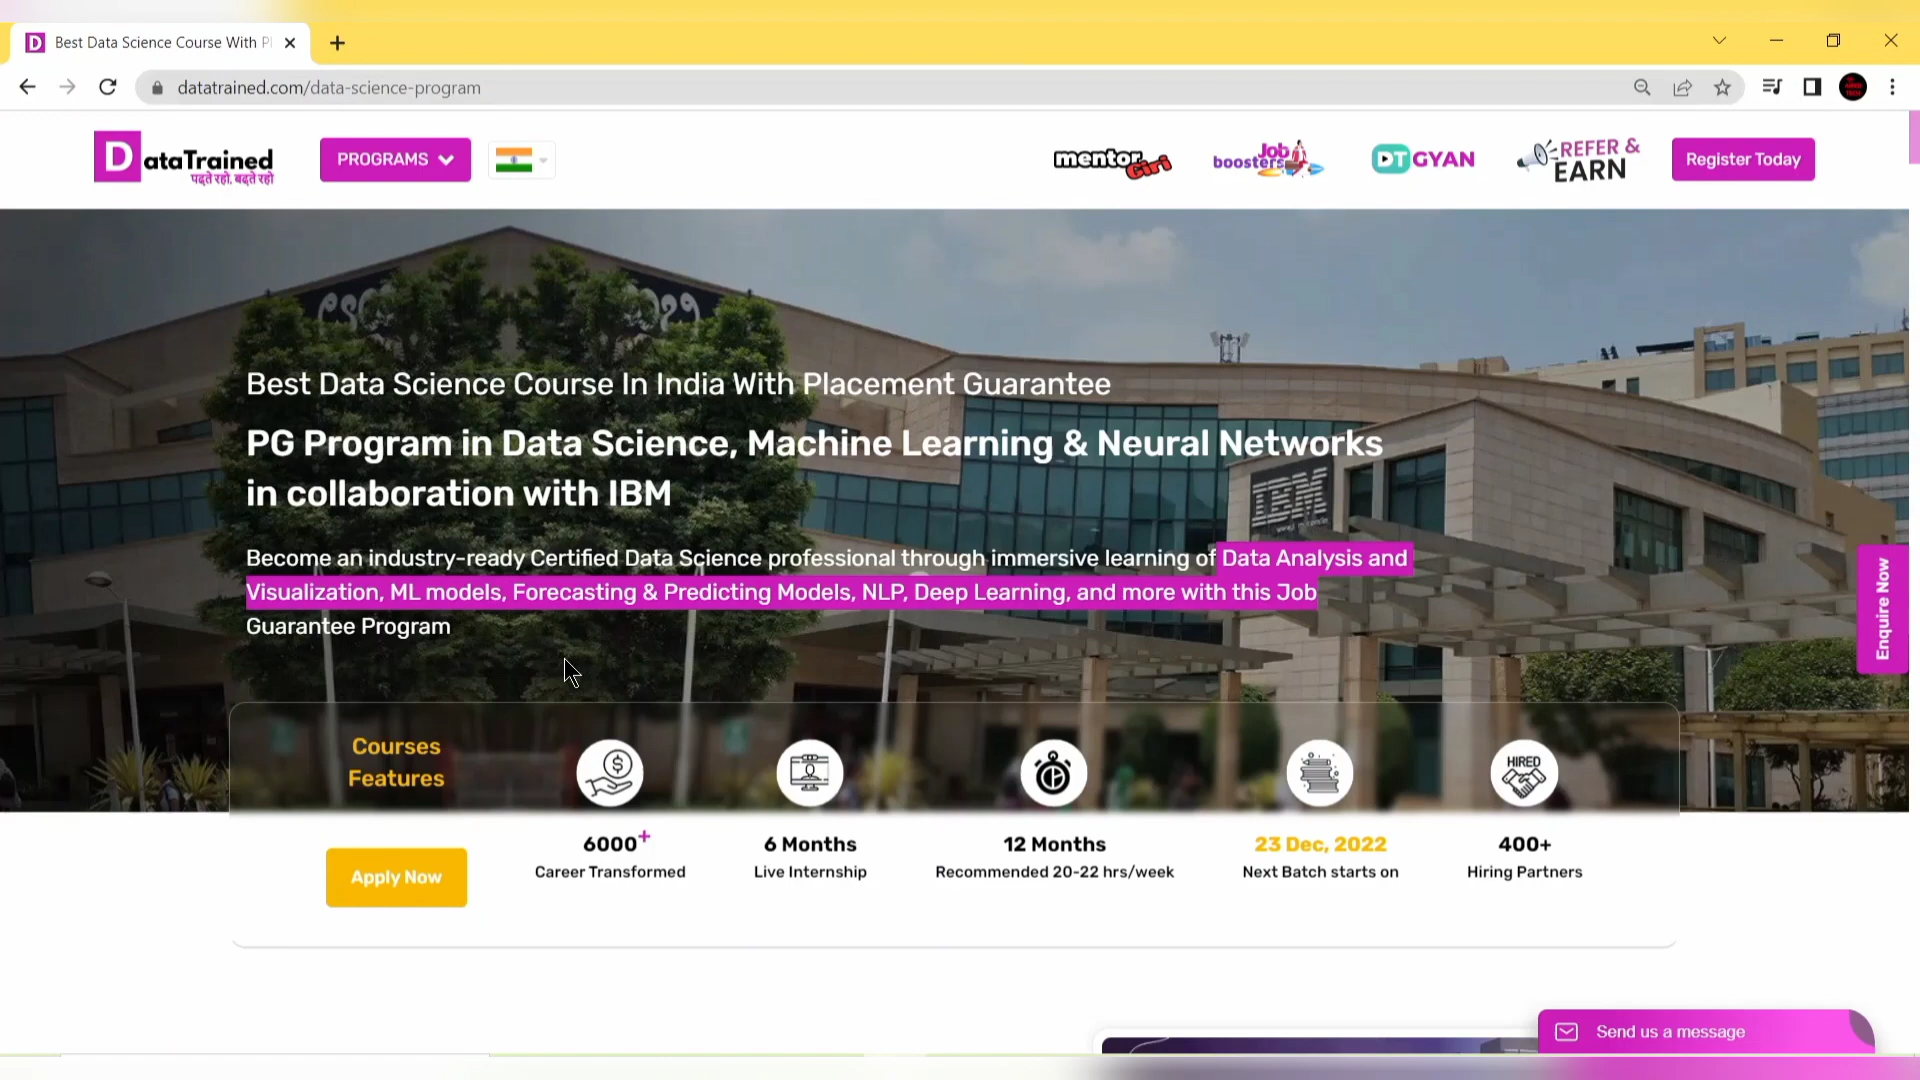 Best Data Science Course With Pl
datatrained.com/data-science-program
DataTrained
पढ़ते रहो, बढ़ते रहो
PROGRAMS
mentor Giri
Job boosters
DT GYAN
REFER & EARN
Register Today
Best Data Science Course In India With Placement Guarantee
PG Program in Data Science, Machine Learning & Neural Networks
in collaboration with IBM
IBM
Become an industry-ready Certified Data Science professional through immersive learning of Data Analysis and
Visualization, ML models, Forecasting & Predicting Models, NLP, Deep Learning, and more with this Job
Guarantee Program
Enquire Now
Courses
Features
HIRED
6000+
Career Transformed
6 Months
Live Internship
12 Months
Recommended 20-22 hrs/week
23 Dec, 2022
Next Batch starts on
400+
Hiring Partners
Apply Now
Send us a message